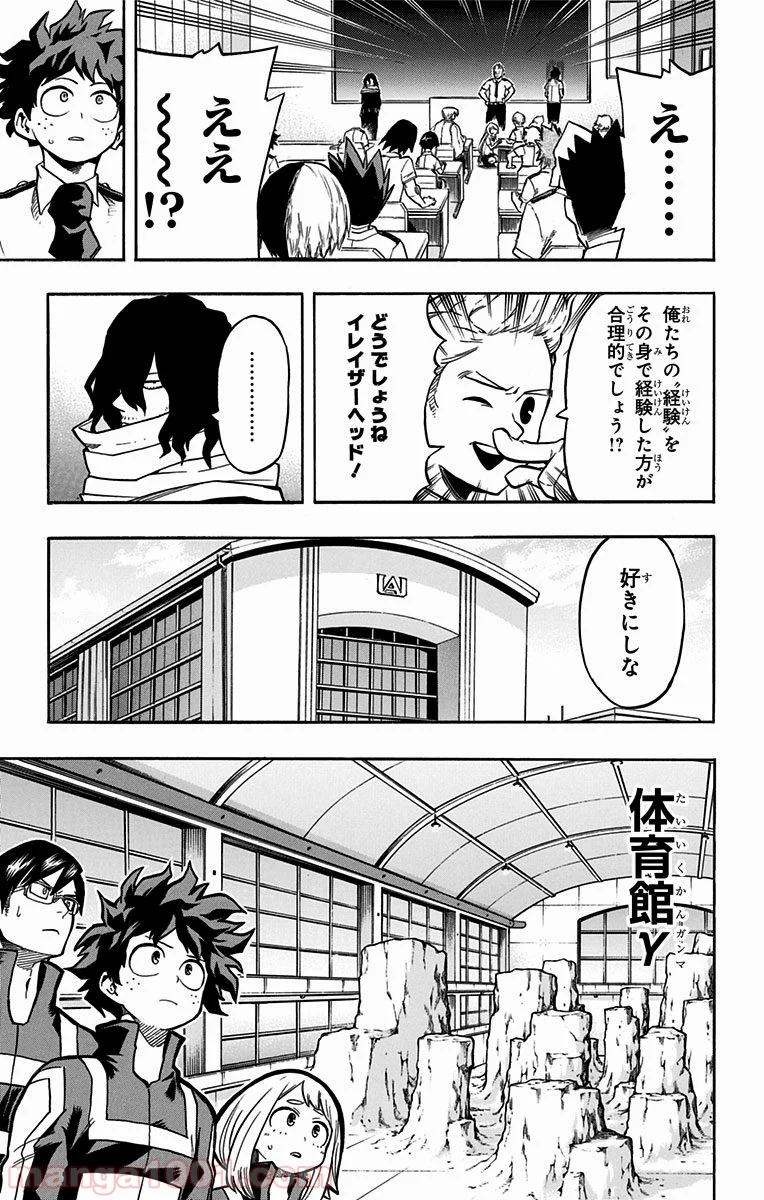 え……
ええ
〜〜〜!?
俺たちの〝経験〟を
その身で経験した方が
合理的でしょう!?
どうでしょうね
イレイザーヘッド!
………
UA
好きにしな
体育館γ
manga1001.com